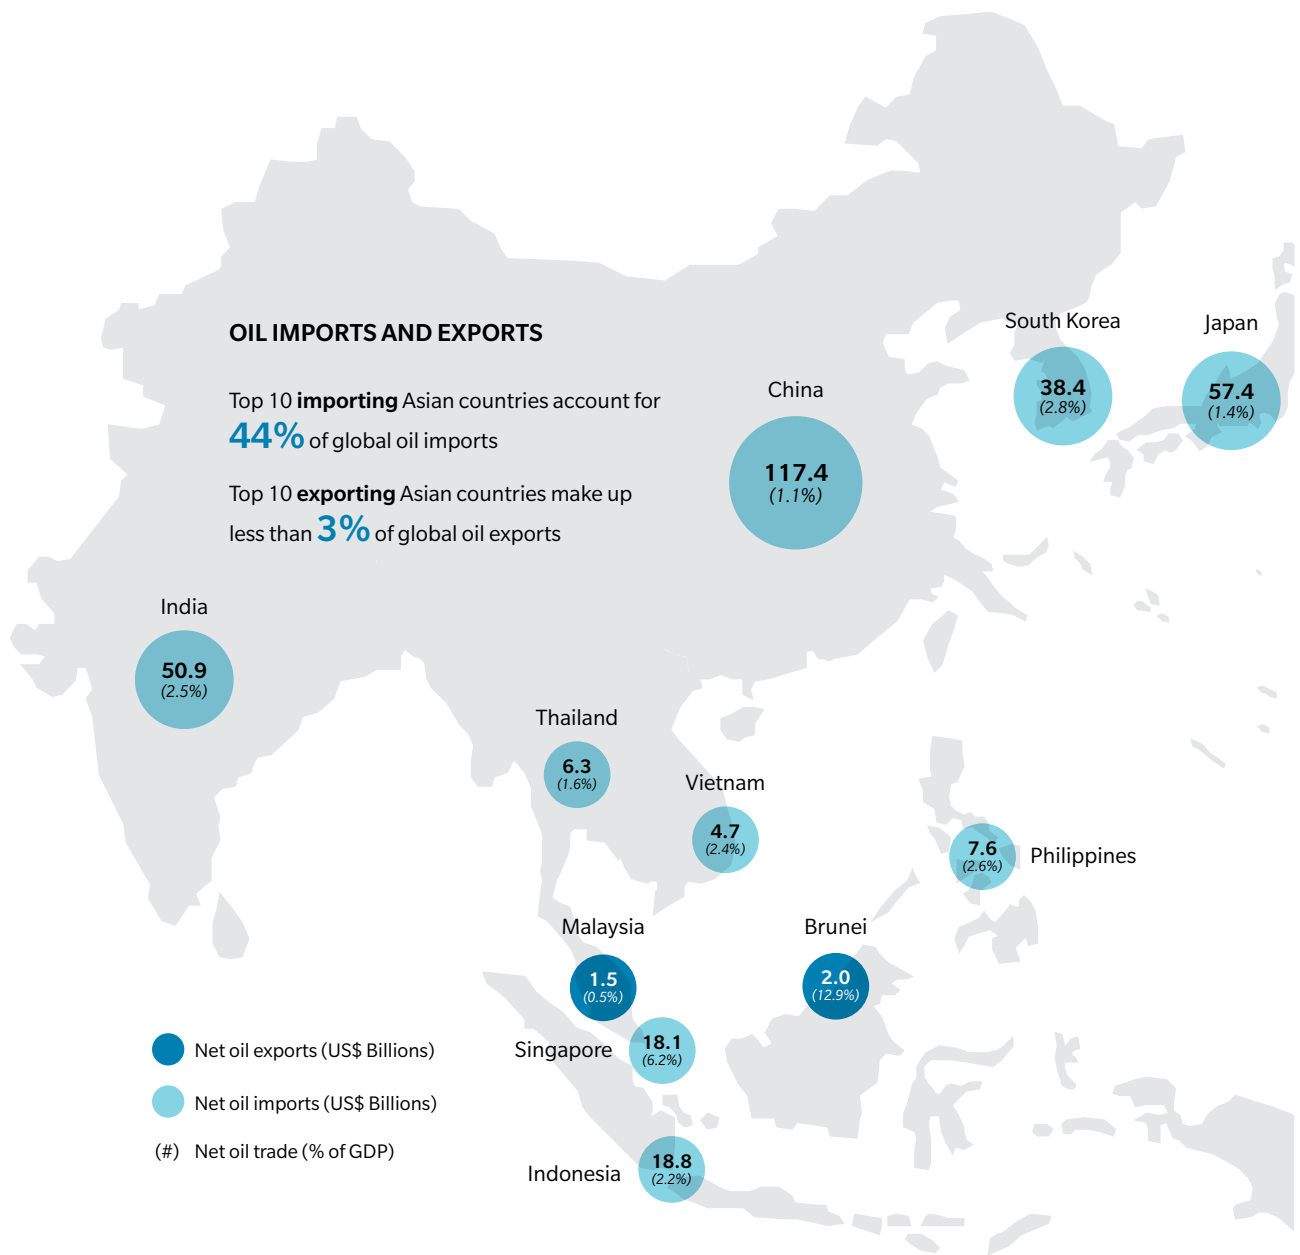 OIL IMPORTS AND EXPORTS
Top 10 importing Asian countries account for
44% of global oil imports
Top 10 exporting Asian countries make up
less than 3% of global oil exports
South Korea
38.4
(2.8%)
Japan
57.4
(1.4%)
China
117.4
(1.1%)
India
50.9
(2.5%)
Thailand
6.3
(1.6%)
Vietnam
4.7
(2.4%)
7.6
(2.6%)
Philippines
Malaysia
1.5
(0.5%)
Brunei
2.0
(12.9%)
Singapore
18.1
(6.2%)
Indonesia
18.8
(2.2%)
Net oil exports (US$ Billions)
Net oil imports (US$ Billions)
(#) Net oil trade (% of GDP)